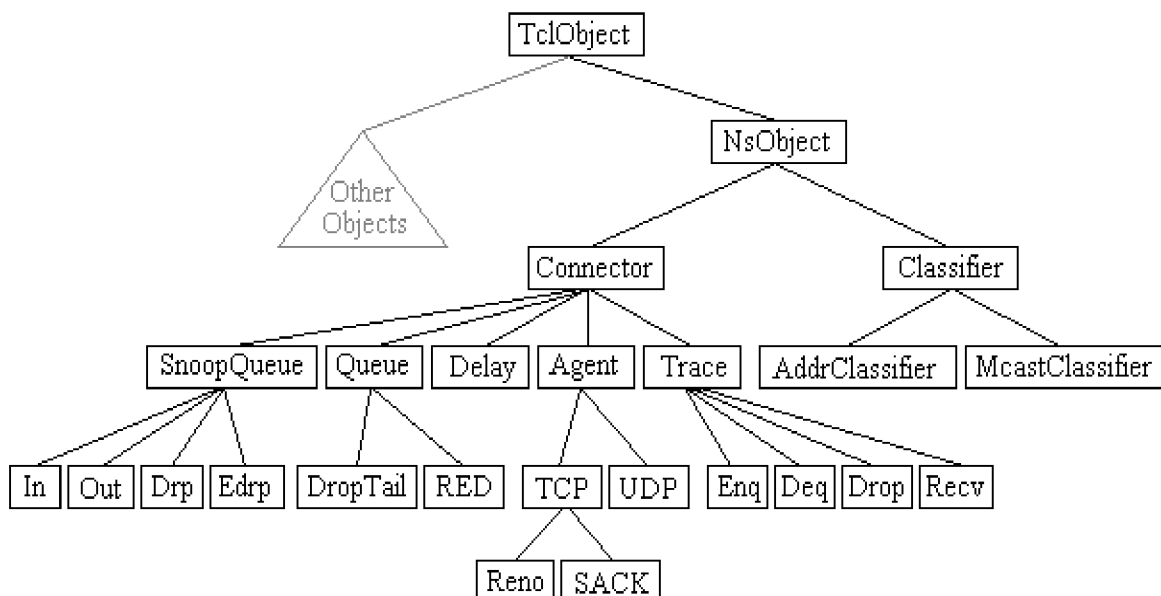 TclObject
NsObject
Other
Objects
Connector
Classifier
SnoopQueue
Queue
Delay
Agent
Trace
AddrClassifier
McastClassifier
In
Out
Drp
Edrp
DropTail
RED
TCP
UDP
Enq
Deq
Drop
Recv
Reno
SACK